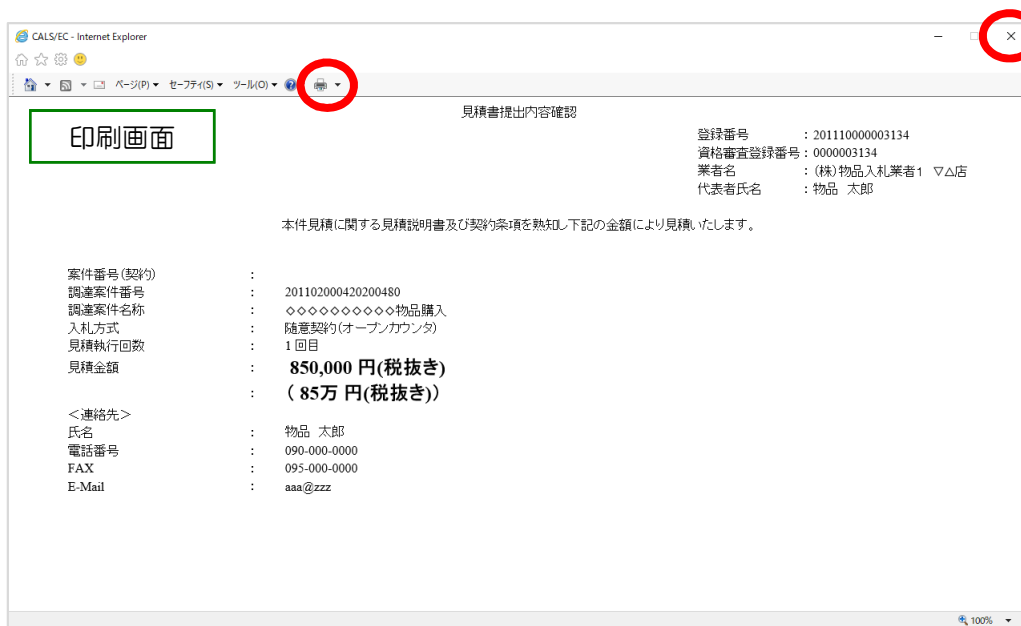 CALS/EC - Internet Explorer
ページ(P) セーフティ(S) ツール(O)
見積書提出内容確認
印刷画面
登録番号 : 201110000003134
資格審査登録番号 : 0000003134
業者名 : (株)物品入札業者1 ▽△店
代表者氏名 : 物品 太郎
本件見積に関する見積説明書及び契約条項を熟知し下記の金額により見積いたします。
案件番号(契約) :
調達案件番号 : 201102000420200480
調達案件名称 : ◇◇◇◇◇◇◇◇◇◇物品購入
入札方式 : 随意契約(オープンカウンタ)
見積執行回数 : 1 回目
見積金額 : 850,000 円(税抜き)
: ( 85万 円(税抜き))
<連絡先>
氏名 : 物品 太郎
電話番号 : 090-000-0000
FAX : 095-000-0000
E-Mail : aaa@zzz
100%